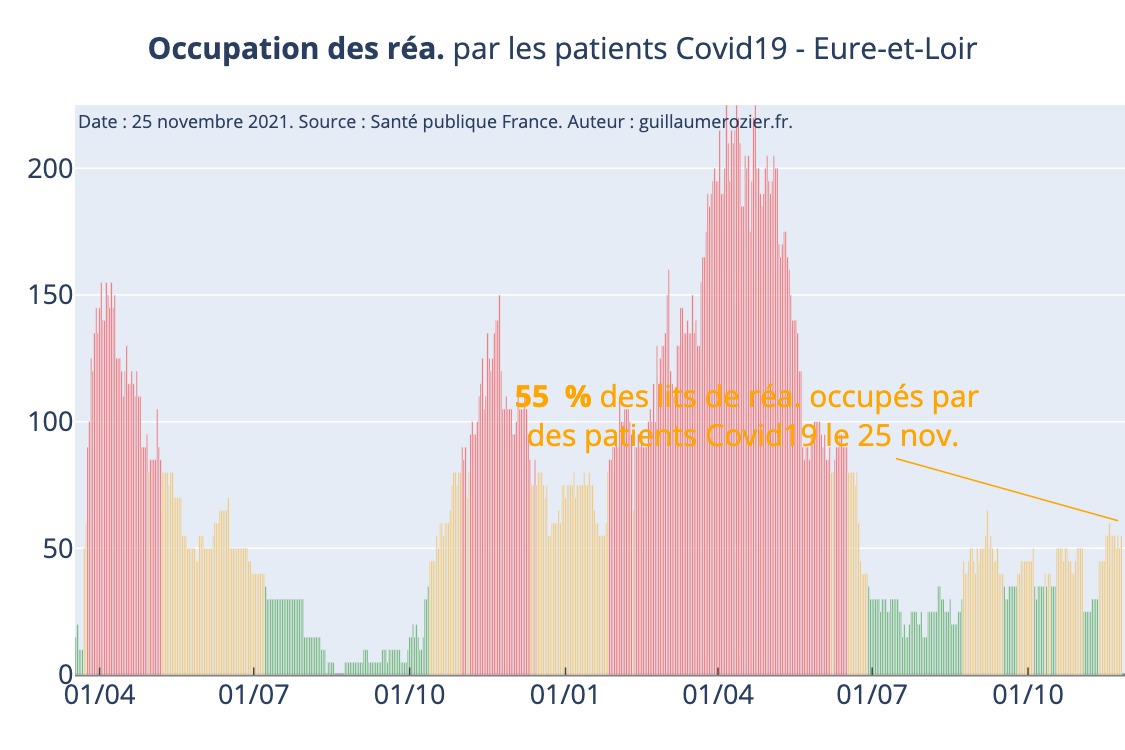 Occupation des réa. par les patients Covid19 - Eure-et-Loir
Date : 25 novembre 2021. Source : Santé publique France. Auteur : guillaumerozier.fr.
200
150
100
50
0
55 % des lits de réa. occupés par
des patients Covid19 le 25 nov.
01/04 01/07 01/10 01/01 01/04 01/07 01/10